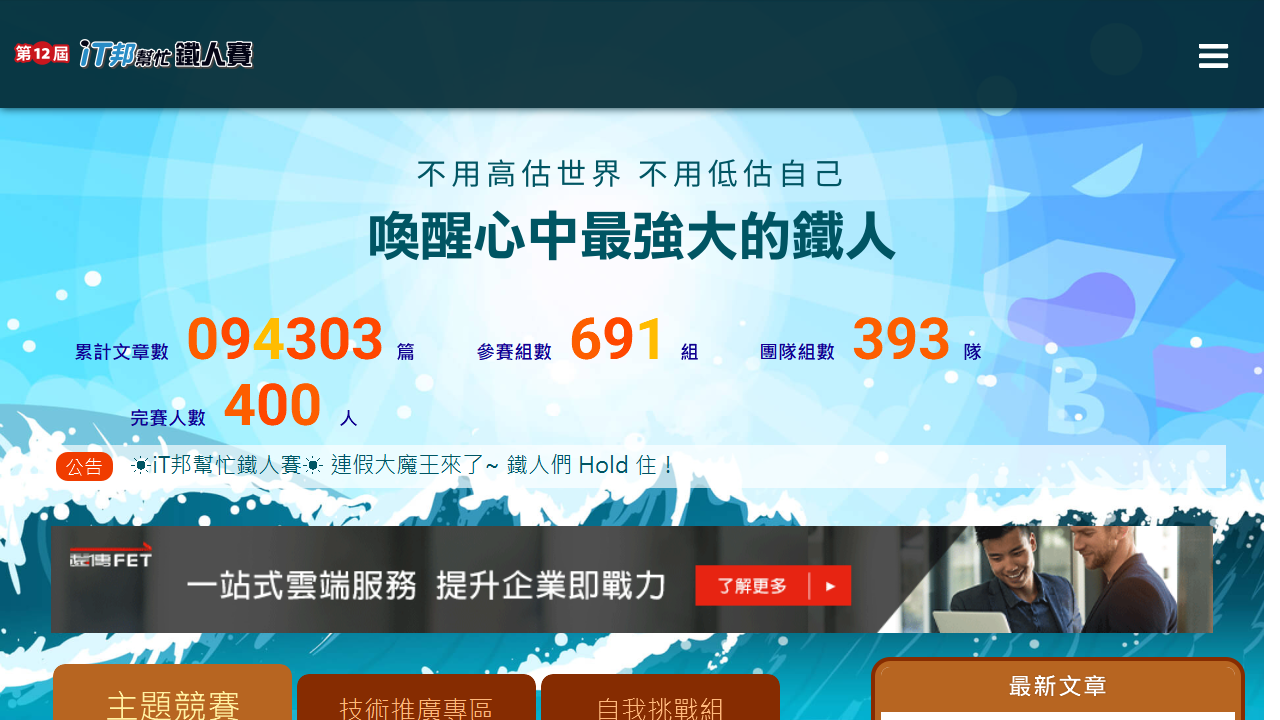 第12屆 iT邦幫忙 鐵人賽
不用高估世界 不用低估自己
喚醒心中最強大的鐵人
累計文章數 094303 篇 參賽組數 691 組 團隊組數 393 隊
完賽人數 400 人
公告 ☀iT邦幫忙鐵人賽☀ 連假大魔王來了~ 鐵人們 Hold 住！
遠傳FET
一站式雲端服務 提升企業即戰力 了解更多
主題競賽 技術推廣專區 自我挑戰組 最新文章
B